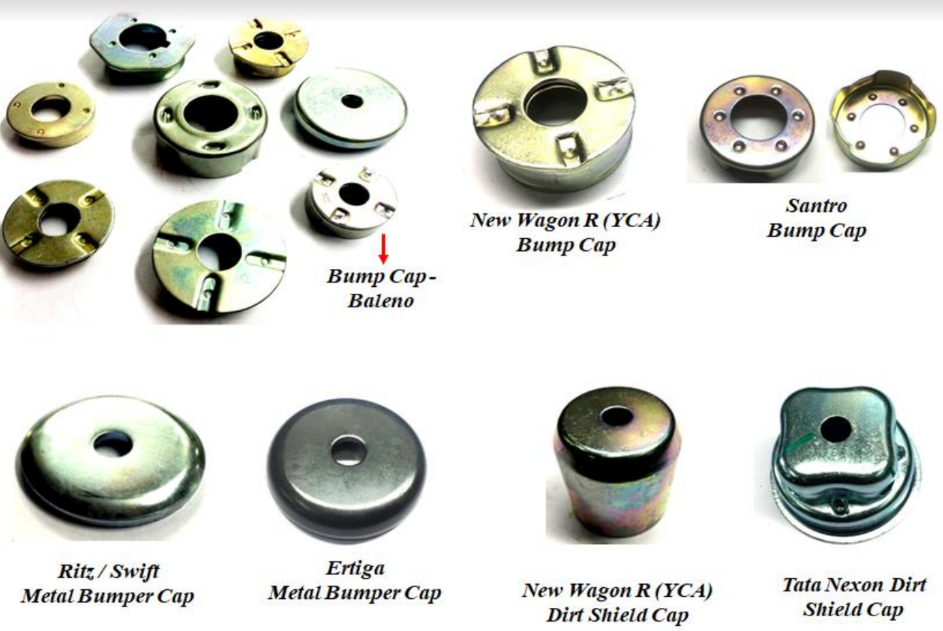 New Wagon R (YCA)
Bump Cap
Santro
Bump Cap
Bump Cap -
Baleno
Ritz / Swift
Metal Bumper Cap
Ertiga
Metal Bumper Cap
New Wagon R (YCA)
Dirt Shield Cap
Tata Nexon Dirt
Shield Cap